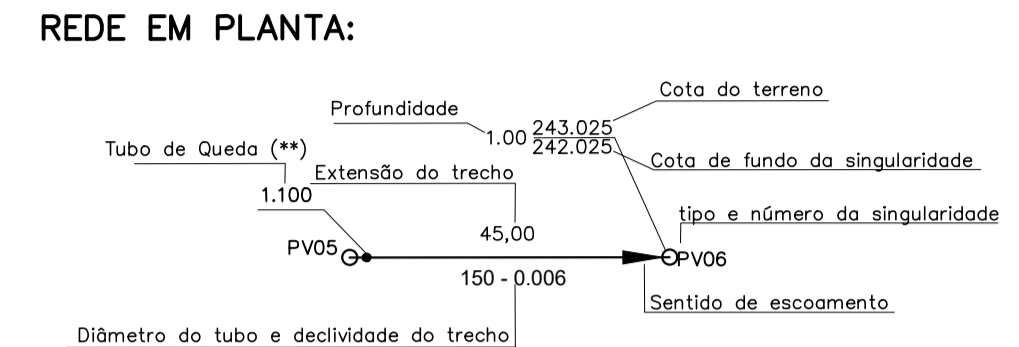 REDE EM PLANTA:
Cota do terreno
Profundidade
1.00 243.025
242.025
Tubo de Queda (**)
Cota de fundo da singularidade
Extensão do trecho
1.100
tipo e número da singularidade
45,00
PV05
PV06
150 - 0.006
Sentido de escoamento
Diâmetro do tubo e declividade do trecho